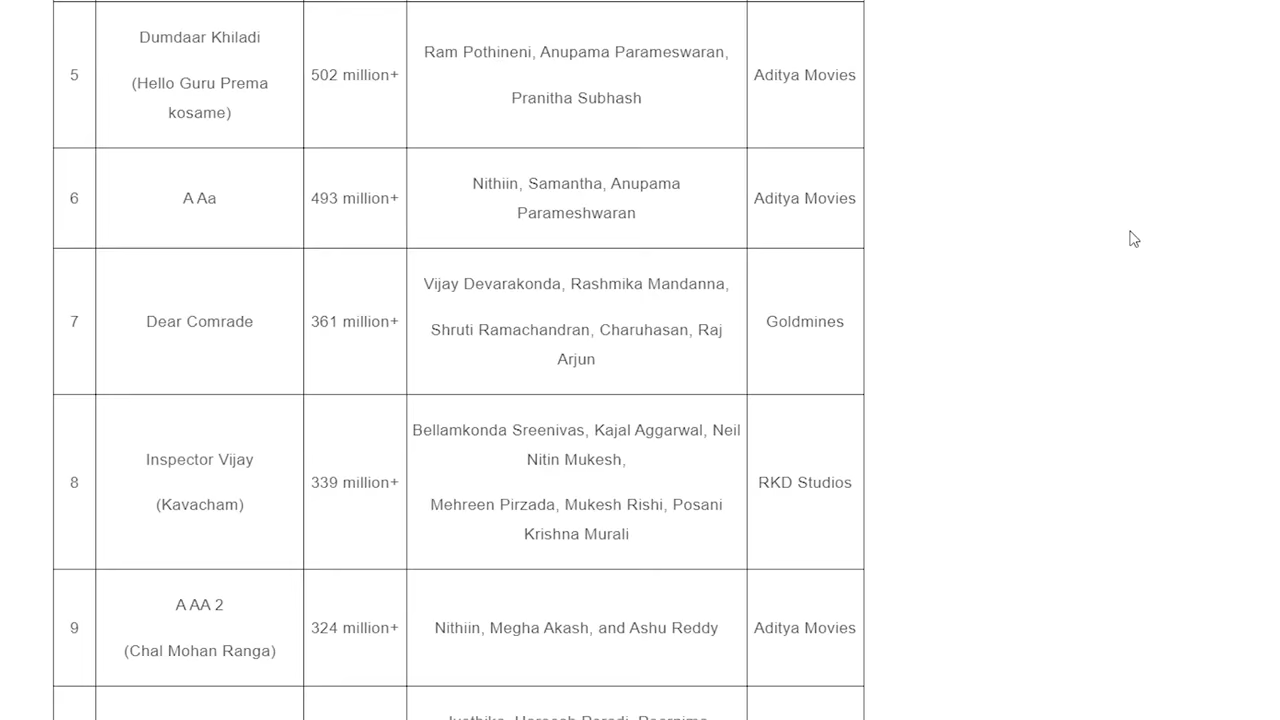 5
Dumdaar Khiladi
(Hello Guru Prema
kosame)
502 million+
Ram Pothineni, Anupama Parameswaran,
Pranitha Subhash
Aditya Movies
6
A Aa
493 million+
Nithiin, Samantha, Anupama
Parameshwaran
Aditya Movies
7
Dear Comrade
361 million+
Vijay Devarakonda, Rashmika Mandanna,
Shruti Ramachandran, Charuhasan, Raj
Arjun
Goldmines
8
Inspector Vijay
(Kavacham)
339 million+
Bellamkonda Sreenivas, Kajal Aggarwal, Neil
Nitin Mukesh,
Mehreen Pirzada, Mukesh Rishi, Posani
Krishna Murali
RKD Studios
9
A AA 2
(Chal Mohan Ranga)
324 million+
Nithiin, Megha Akash, and Ashu Reddy
Aditya Movies